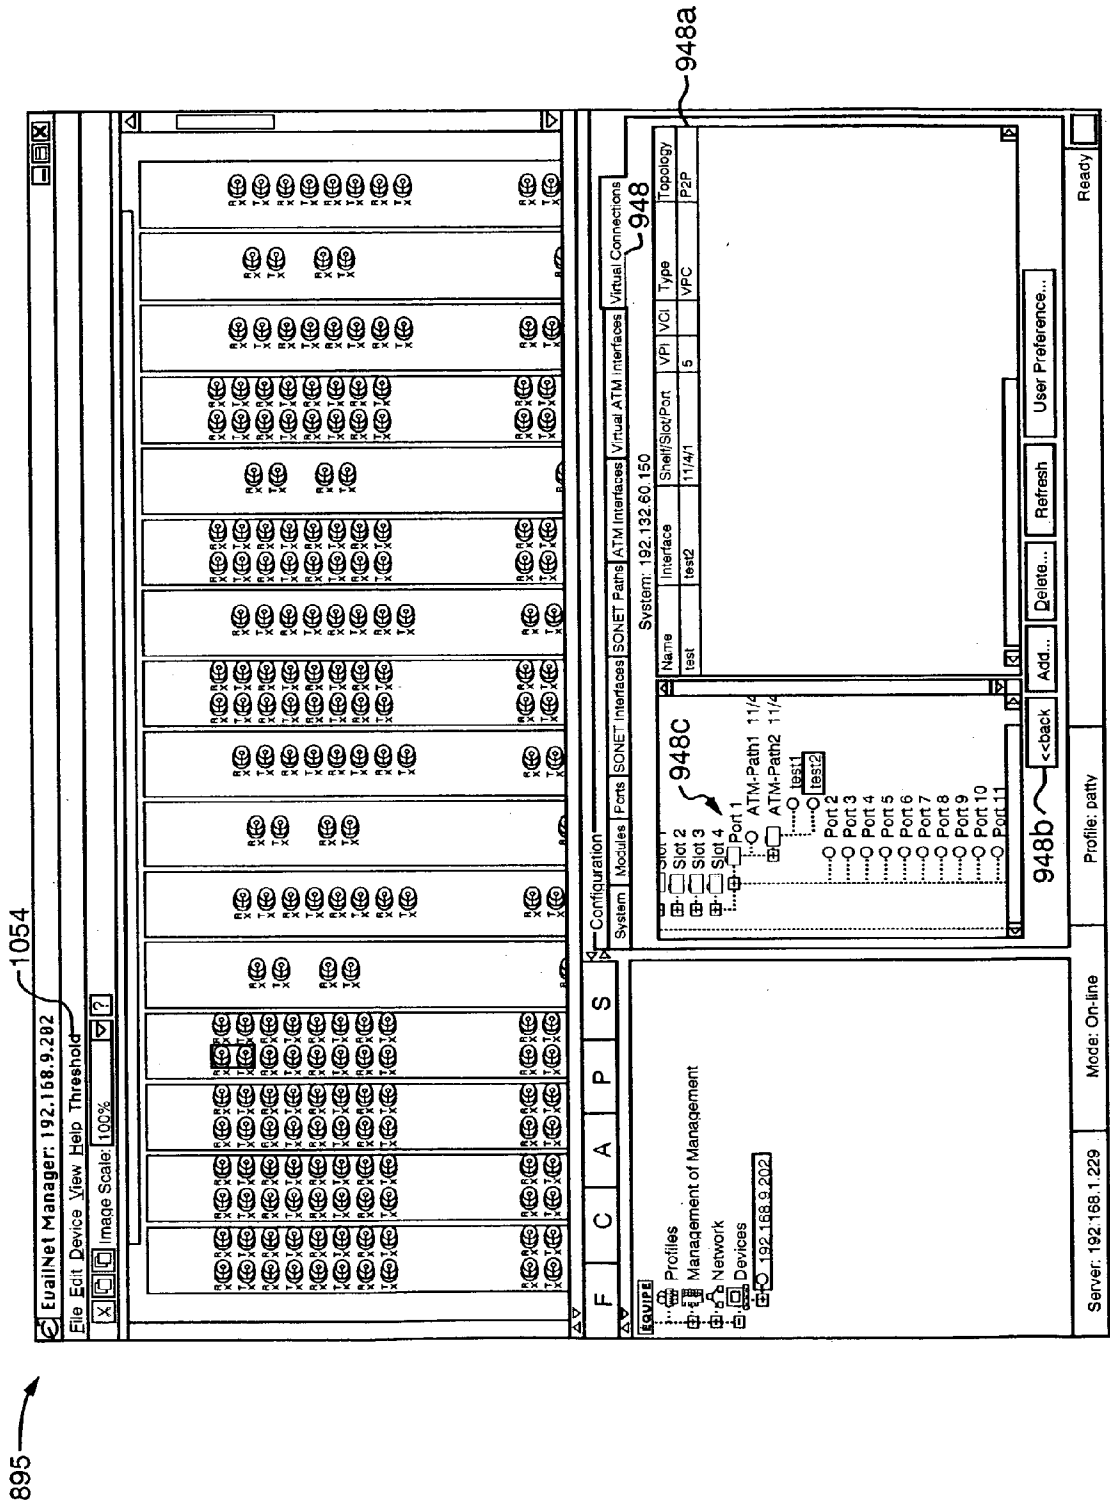 895
1054
EvailNet Manager: 192.168.9.202
File Edit Device View Help Threshold
Image Scale: 100%
?
F C A P S
EQUIPE
Profiles
Management of Management
Network
Devices
192.168.9.202
Configuration
System Modules Ports SONET Interfaces SONET Paths ATM Interfaces Virtual ATM Interfaces Virtual Connections
948
System: 192.132.60.150
Slot 1
Slot 2
Slot 3
Slot 4
Port 1
948C
ATM-Path1 11/4
ATM-Path2 11/4
test1
test2
Port 2
Port 3
Port 4
Port 5
Port 6
Port 7
Port 8
Port 9
Port 10
Port 11
Name Interface Shelf/Slot/Port VPI VCI Type Topology
test test2 11/4/1 5 VPC P2P
948a
948b
<<back Add... Delete... Refresh User Preference...
Server: 192.168.1.229 Mode: On-line Profile: patty Ready